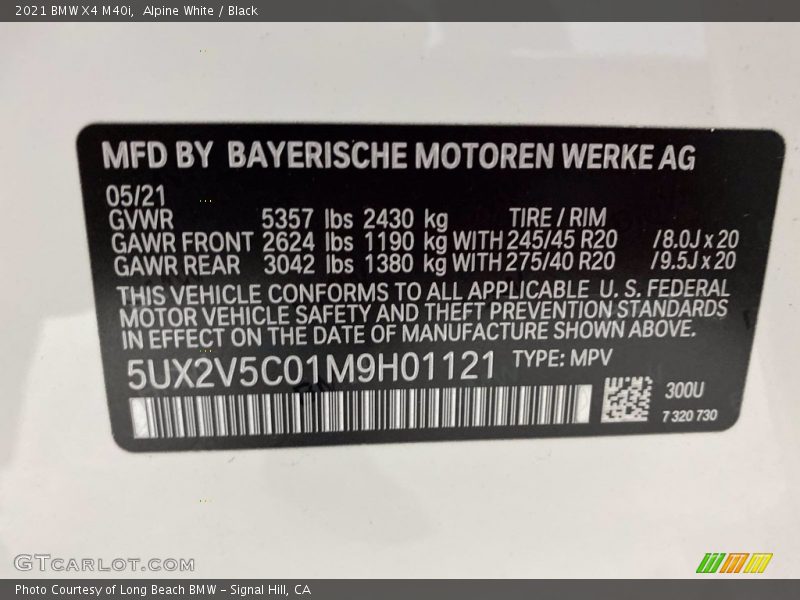 2021 BMW X4 M40i,  Alpine White / Black
MFD BY BAYERISCHE MOTOREN WERKE AG
05/21
GVWR 5357 lbs 2430 kg TIRE / RIM
GAWR FRONT 2624 lbs 1190 kg WITH 245/45 R20 /8.0J x 20
GAWR REAR 3042 lbs 1380 kg WITH 275/40 R20 /9.5J x 20
THIS VEHICLE CONFORMS TO ALL APPLICABLE U. S. FEDERAL
MOTOR VEHICLE SAFETY AND THEFT PREVENTION STANDARDS
IN EFFECT ON THE DATE OF MANUFACTURE SHOWN ABOVE.
5UX2V5C01M9H01121 TYPE: MPV
300U
7 320 730
GTCARLOT.COM
Photo Courtesy of Long Beach BMW - Signal Hill, CA